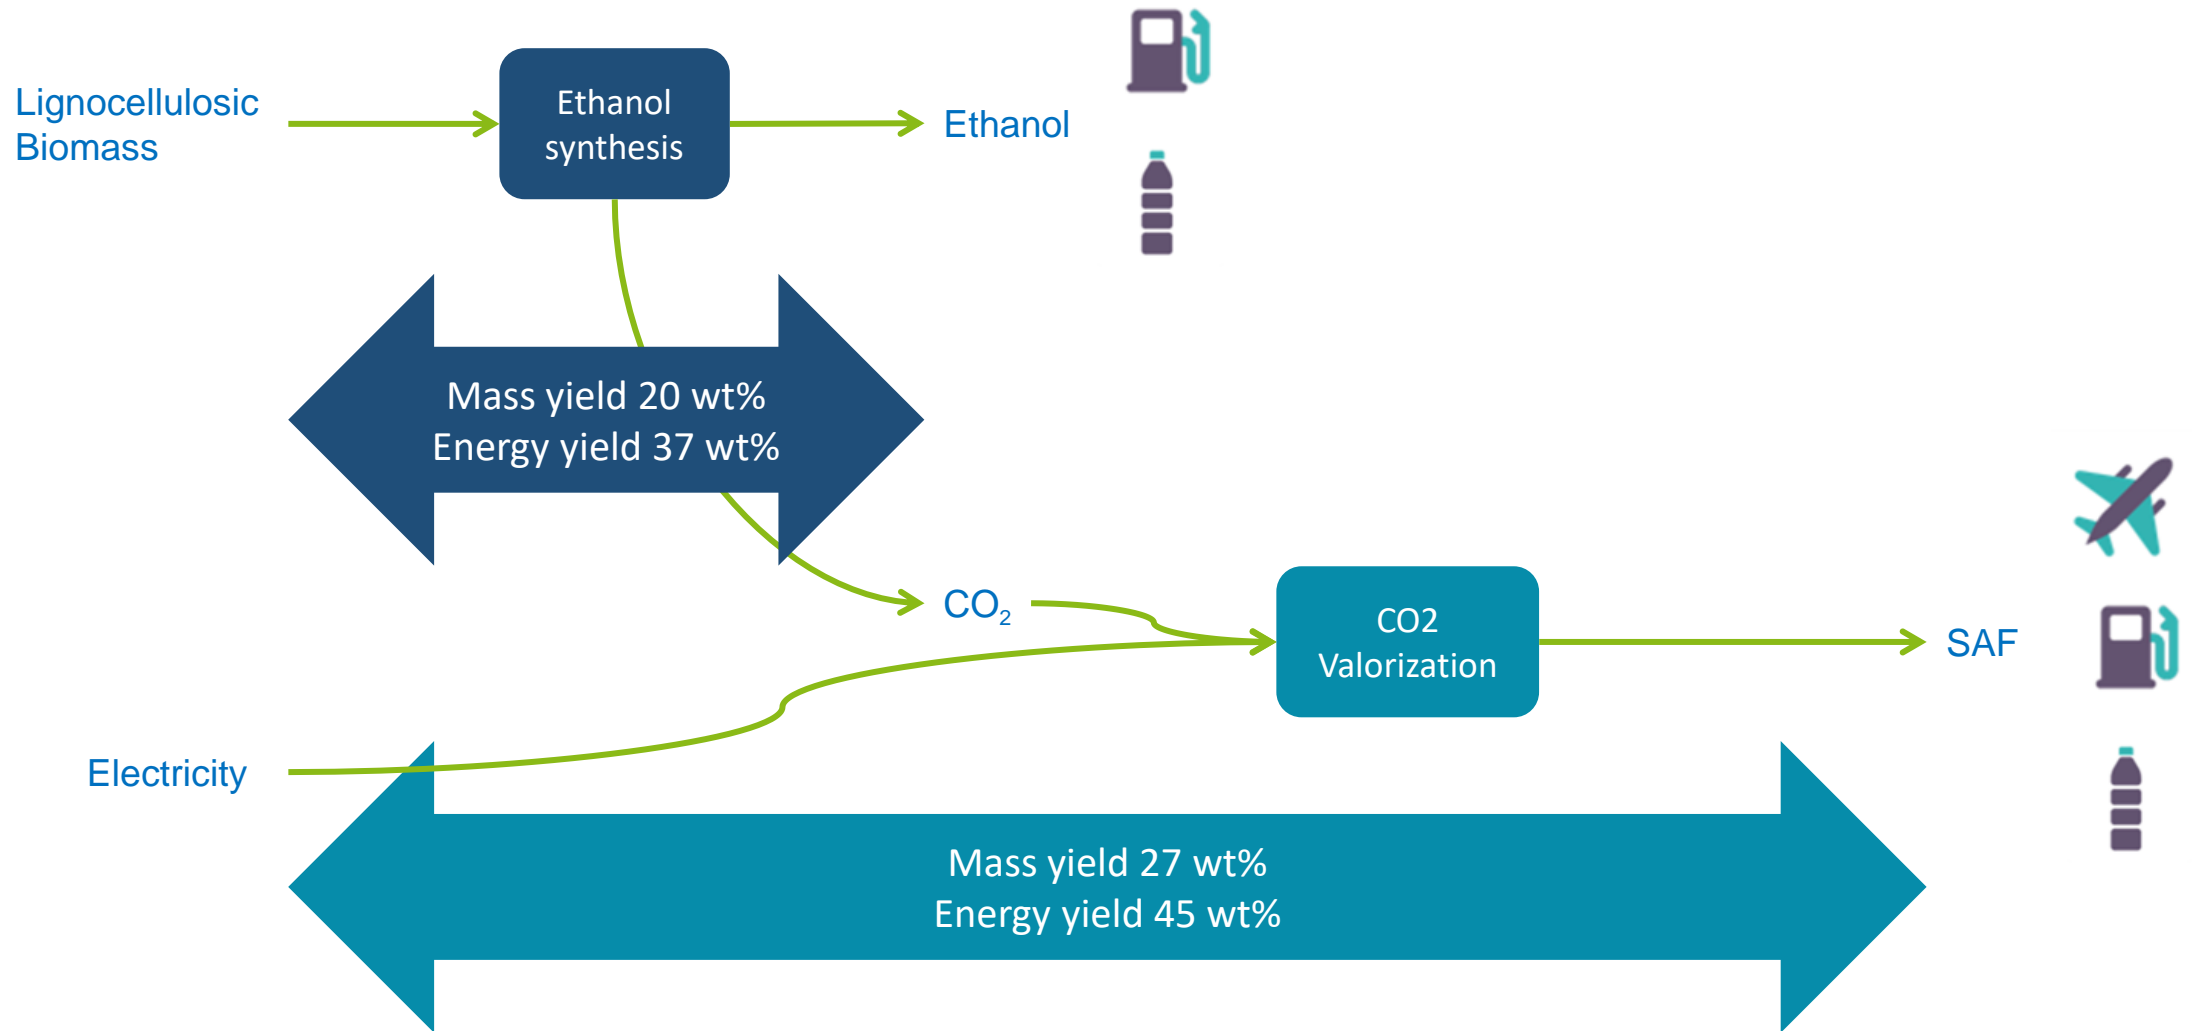 Lignocellulosic
Biomass
Ethanol
synthesis
Ethanol
Mass yield 20 wt%
Energy yield 37 wt%
CO₂
CO2
Valorization
SAF
Electricity
Mass yield 27 wt%
Energy yield 45 wt%